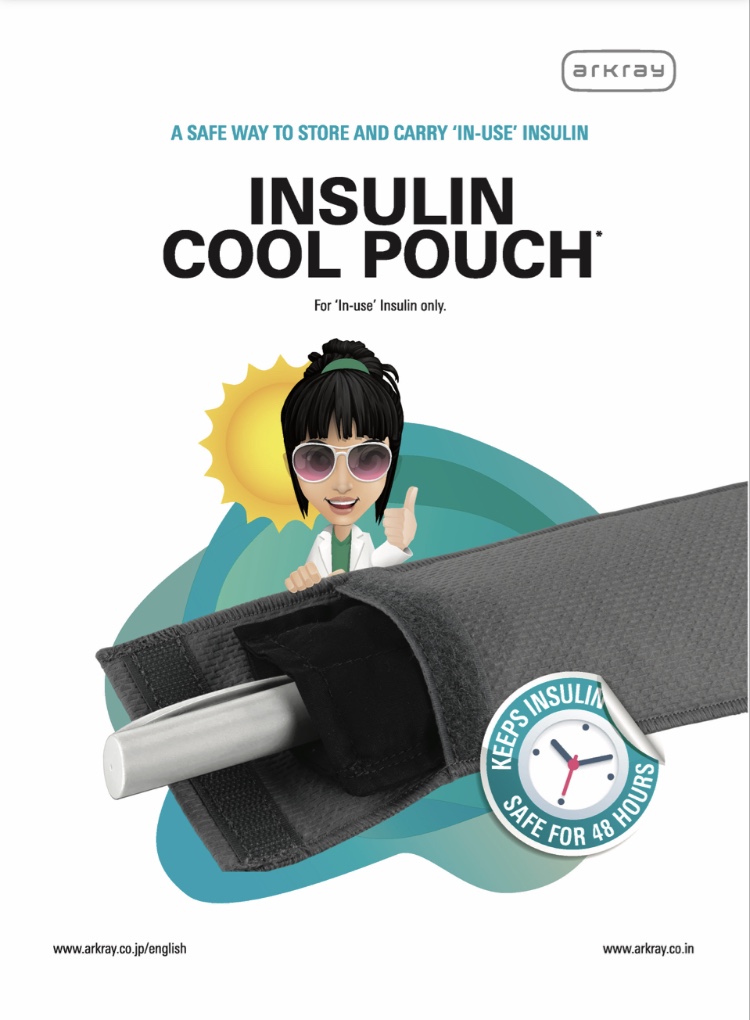 arkray
A SAFE WAY TO STORE AND CARRY ‘IN-USE’ INSULIN
INSULIN
COOL POUCH*
For ‘In-use’ Insulin only.
KEEPS INSULIN
SAFE FOR 48 HOURS
www.arkray.co.jp/english
www.arkray.co.in